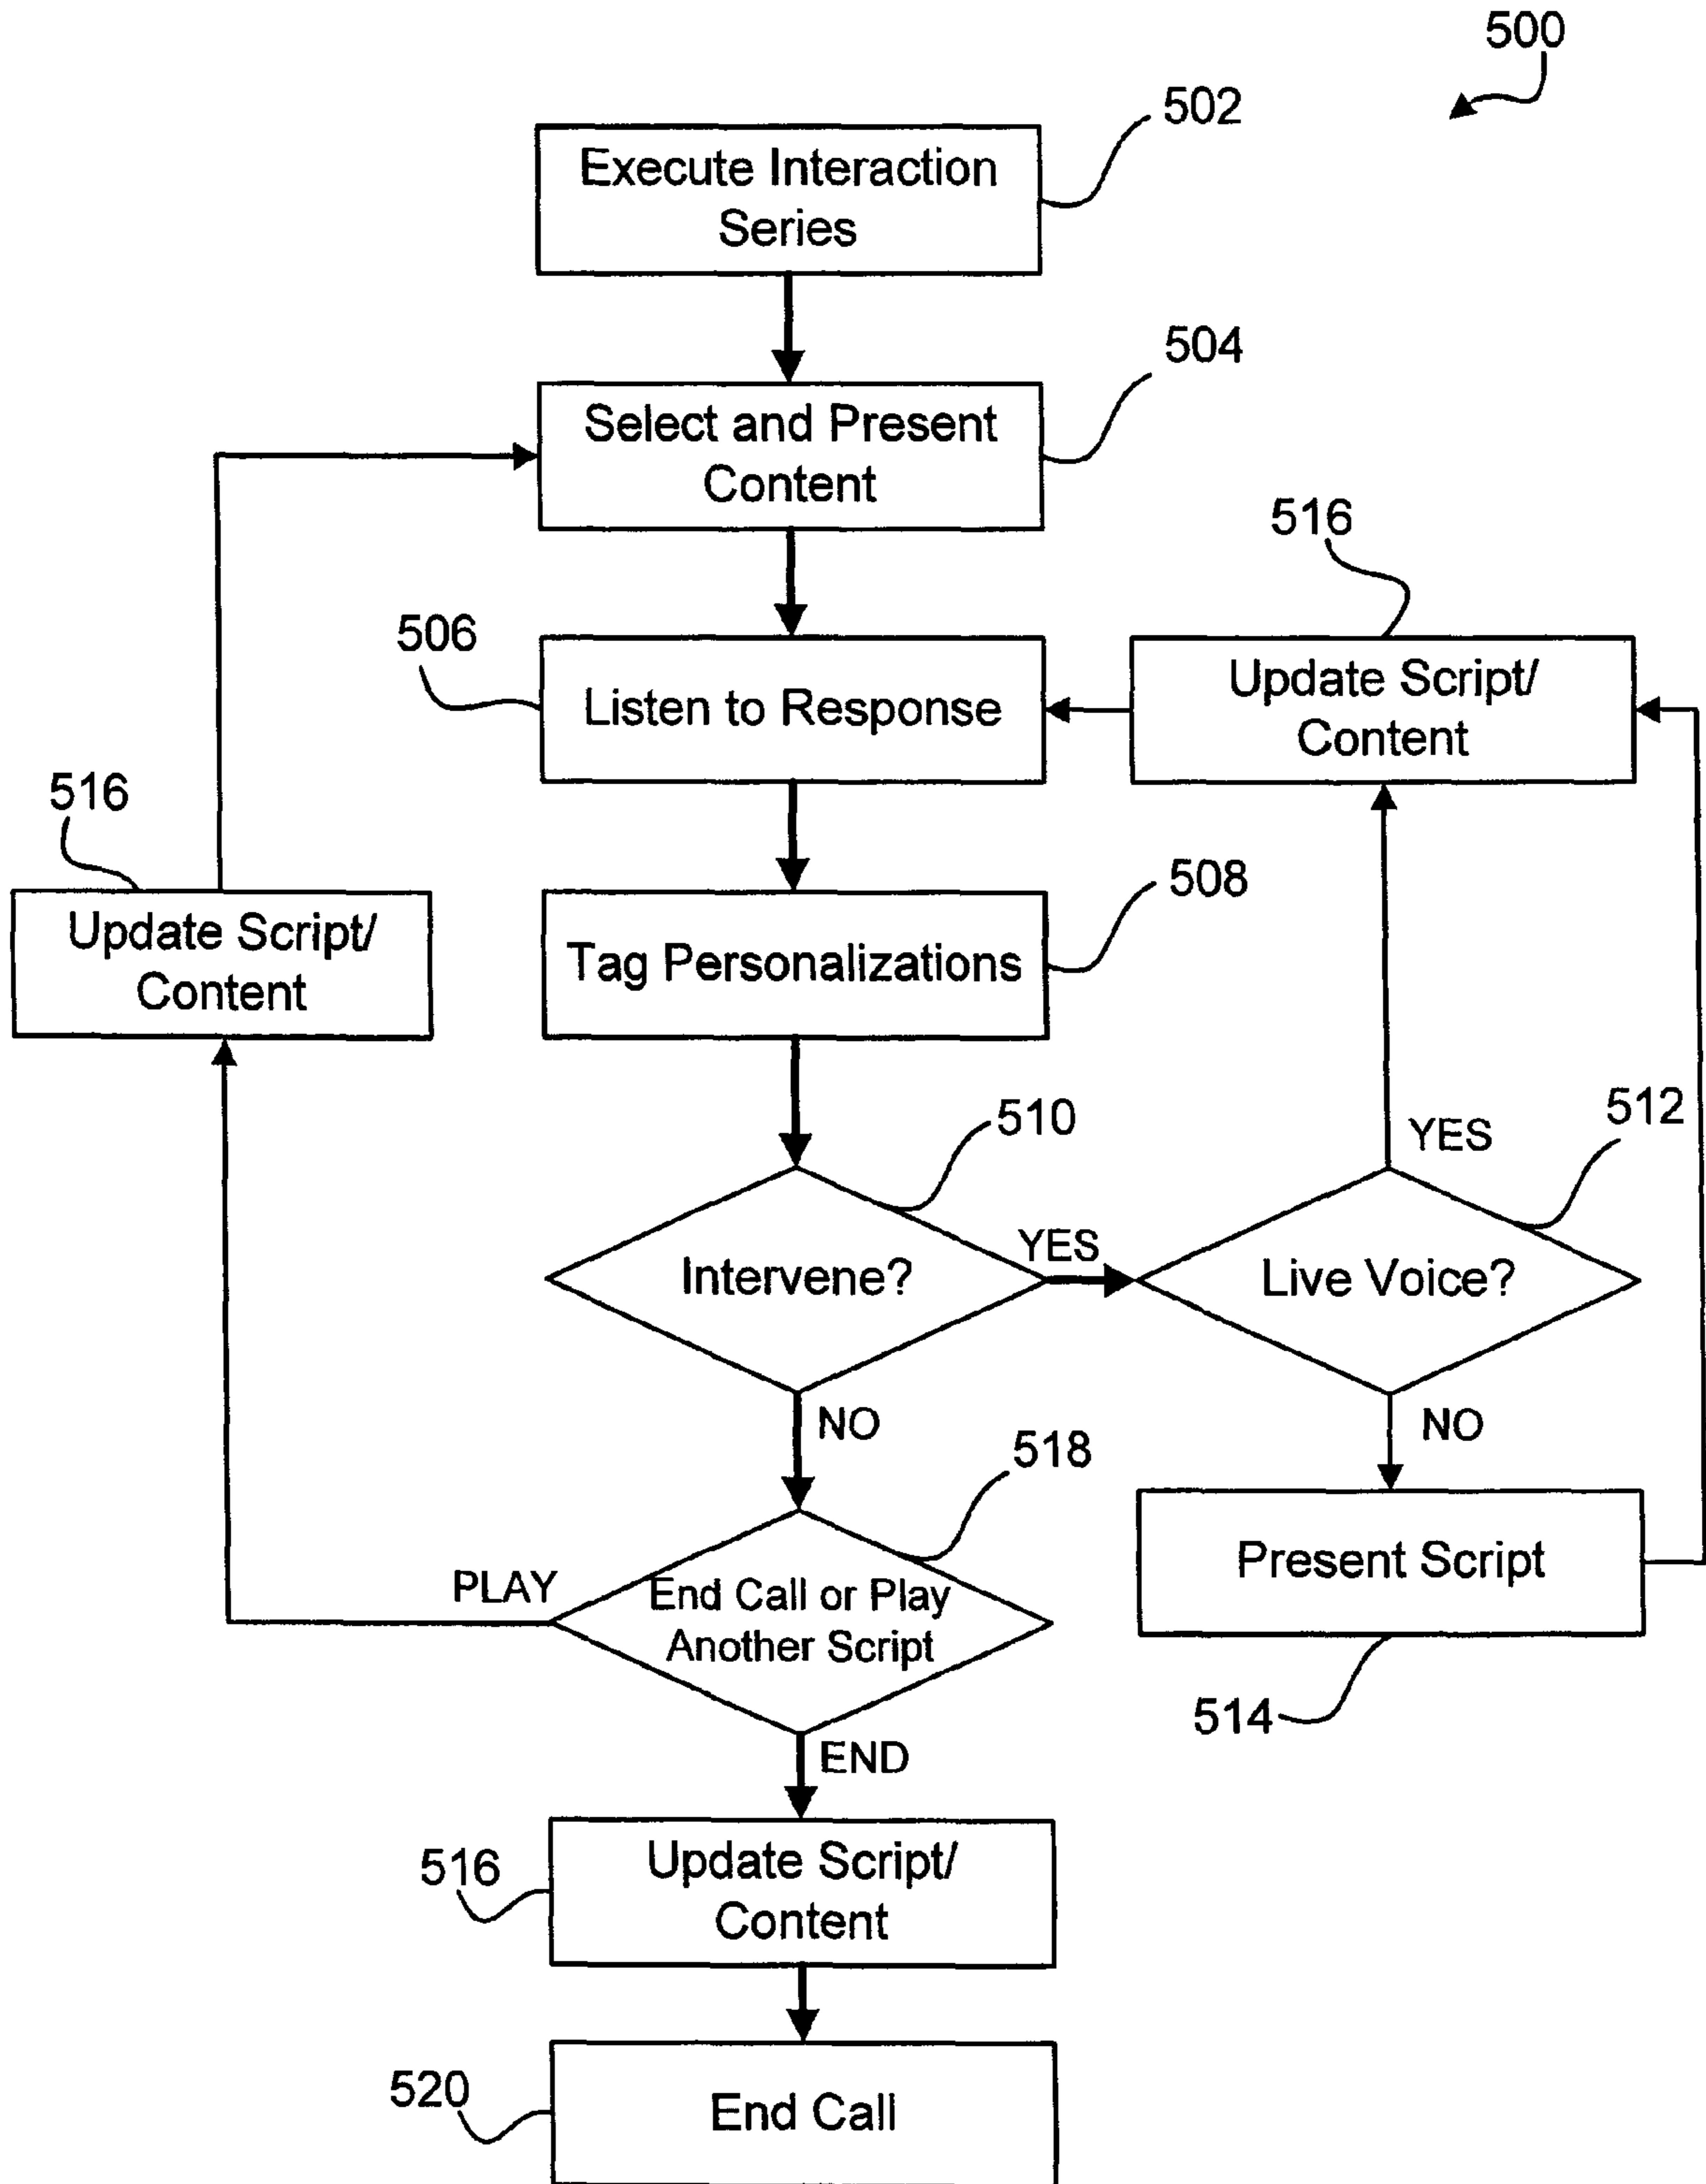 500
502
Execute Interaction
Series
504
Select and Present
Content
516
506
Listen to Response
Update Script/
Content
516
Update Script/
Content
508
Tag Personalizations
510
512
YES
YES
Intervene?
Live Voice?
NO
NO
518
PLAY
End Call or Play
Another Script
Present Script
514
END
516
Update Script/
Content
520
End Call